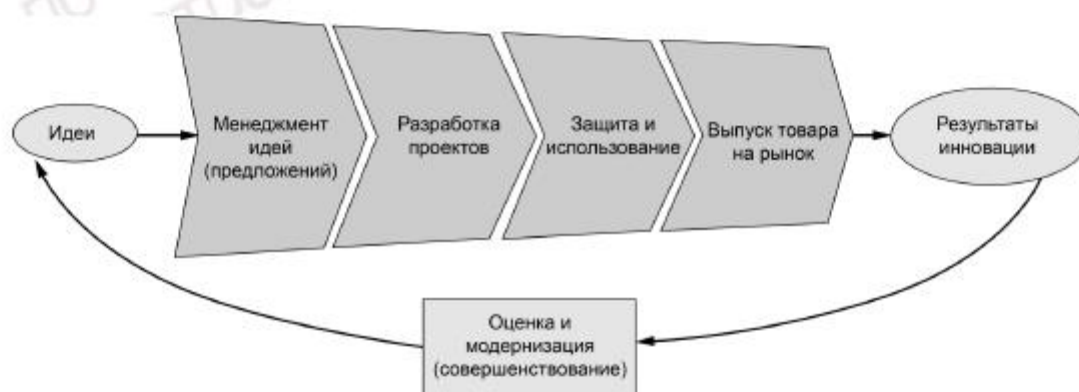 Идеи
Менеджмент
идей
(предложений)
Разработка
проектов
Защита и
использование
Выпуск товара
на рынок
Результаты
инновации
Оценка и
модернизация
(совершенствование)